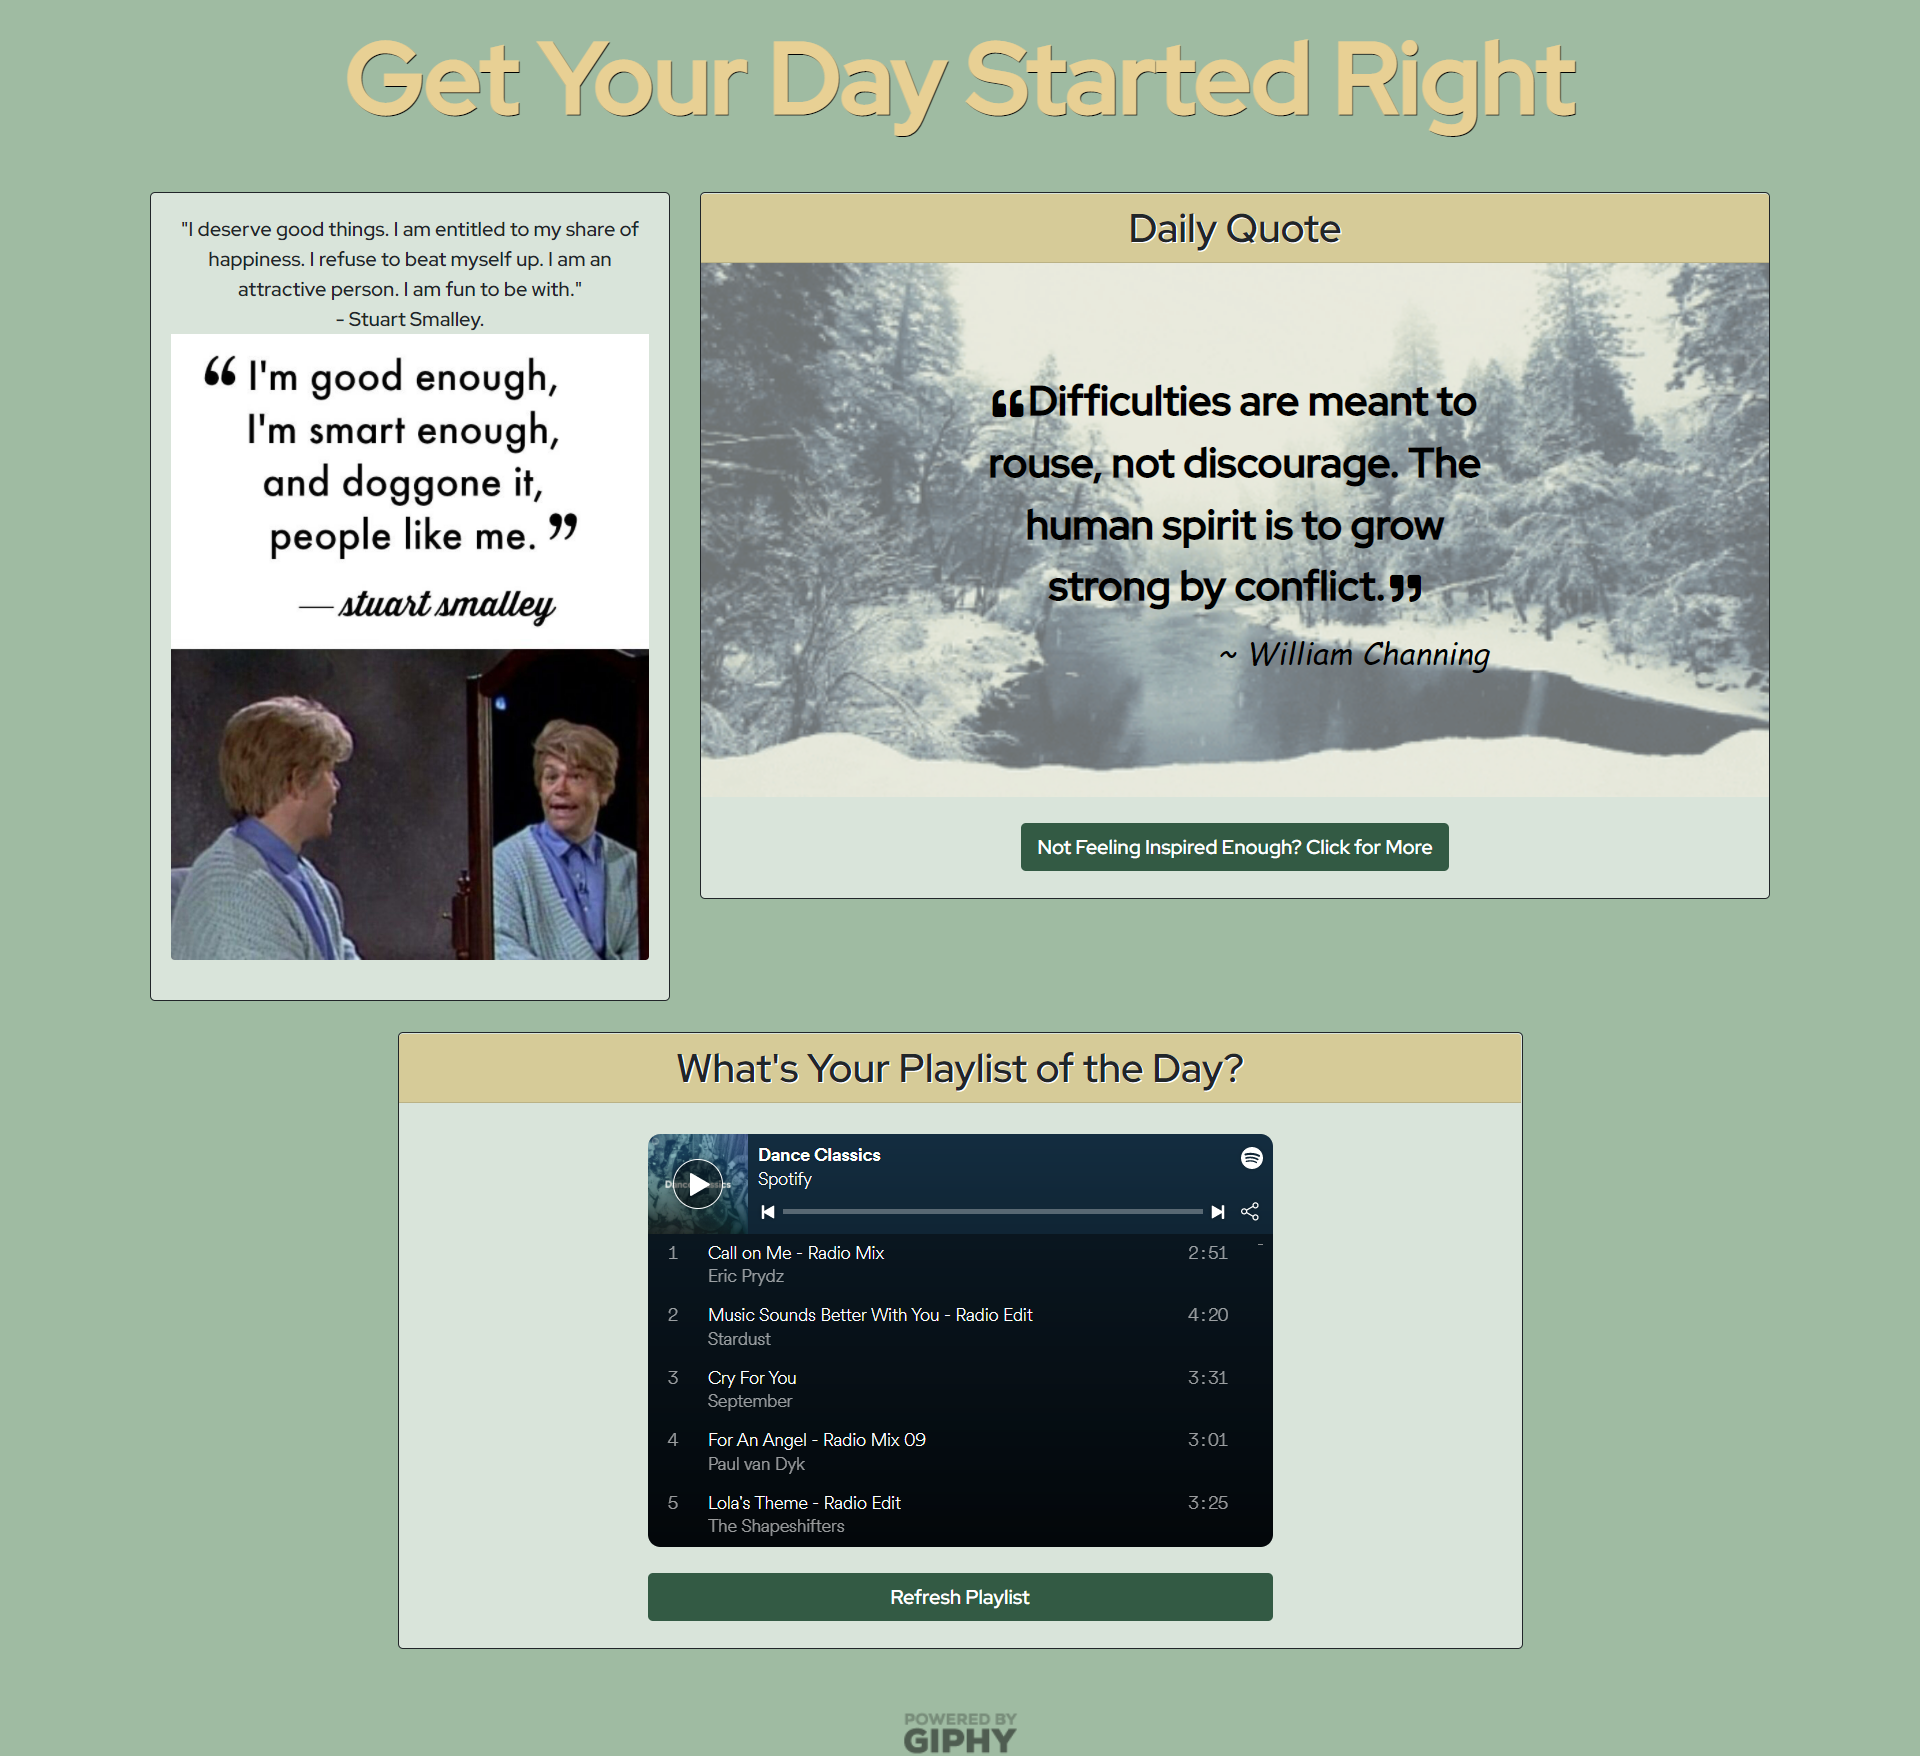 Get Your Day Started Right
"I deserve good things. I am entitled to my share of
happiness. I refuse to beat myself up. I am an
attractive person. I am fun to be with."
- Stuart Smalley.
“ I'm good enough,
I'm smart enough,
and doggone it,
people like me. ”
— stuart smalley
Daily Quote
❝Difficulties are meant to
rouse, not discourage. The
human spirit is to grow
strong by conflict.❞
~ William Channing
Not Feeling Inspired Enough? Click for More
What's Your Playlist of the Day?
Dance Classics
Spotify
1 Call on Me - Radio Mix 2:51
Eric Prydz
2 Music Sounds Better With You - Radio Edit 4:20
Stardust
3 Cry For You 3:31
September
4 For An Angel - Radio Mix 09 3:01
Paul van Dyk
5 Lola's Theme - Radio Edit 3:25
The Shapeshifters
Refresh Playlist
POWERED BY
GIPHY